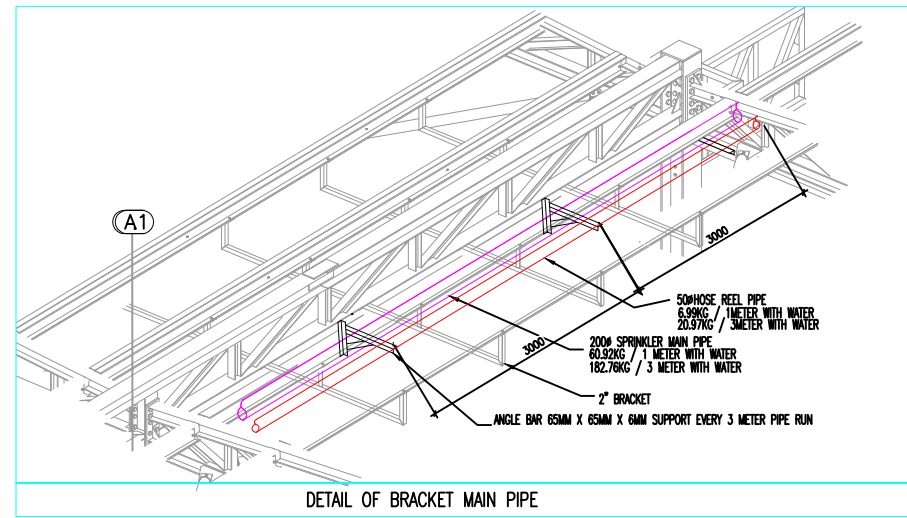 A1
3000
50øHOSE REEL PIPE
6.99KG / 1METER WITH WATER
20.97KG / 3METER WITH WATER
3000
200ø SPRINKLER MAIN PIPE
60.92KG / 1 METER WITH WATER
182.76KG / 3 METER WITH WATER
2" BRACKET
ANGLE BAR 65MM X 65MM X 6MM SUPPORT EVERY 3 METER PIPE RUN
DETAIL OF BRACKET MAIN PIPE